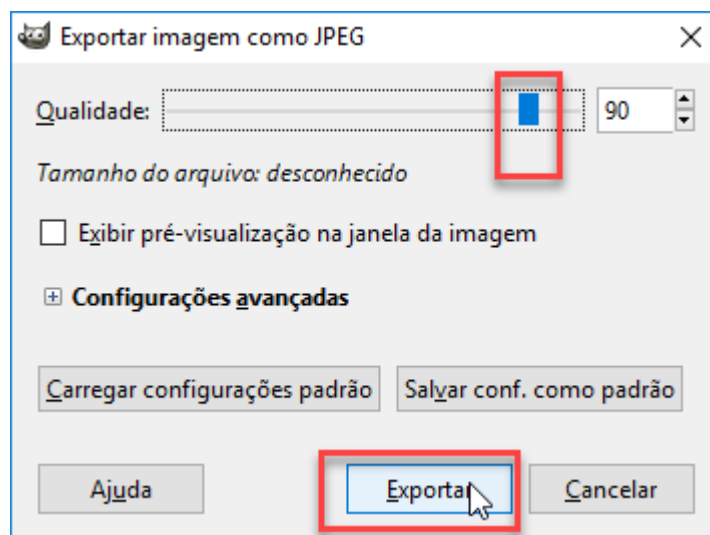 Exportar imagem como JPEG
Qualidade: 90
Tamanho do arquivo: desconhecido
Exibir pré-visualização na janela da imagem
Configurações avançadas
Carregar configurações padrão Salvar conf. como padrão
Ajuda Exportar Cancelar